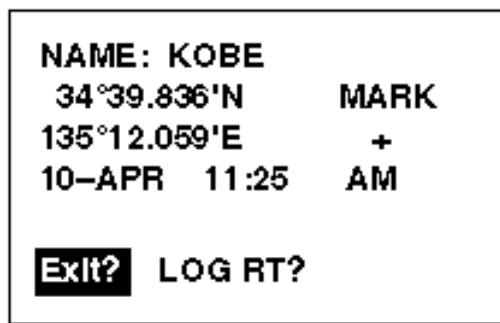 NAME: KOBE
34°39.836'N MARK
135°12.059'E +
10–APR 11:25 AM
Exit? LOG RT?